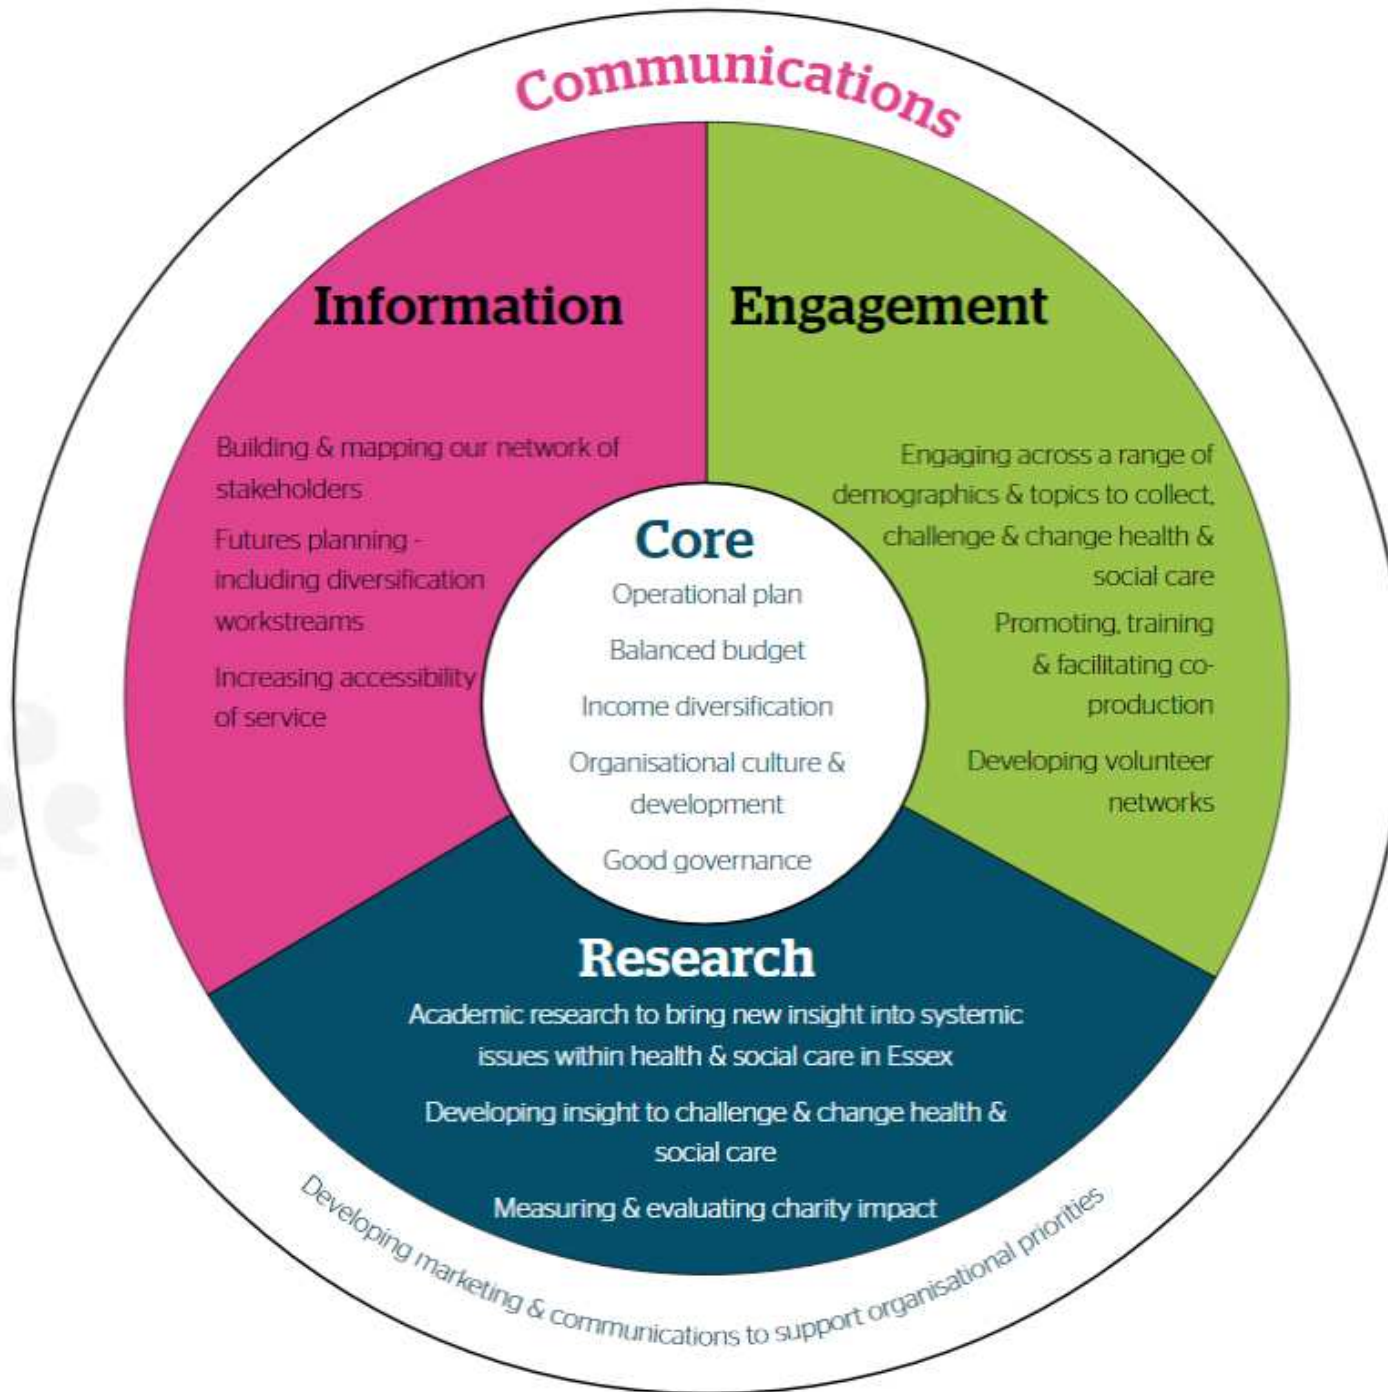 Communications
Information
Building & mapping our network of
stakeholders
Futures planning -
including diversification
workstreams
Increasing accessibility
of service
Engagement
Engaging across a range of
demographics & topics to collect,
challenge & change health &
social care
Promoting, training
& facilitating co-
production
Developing volunteer
networks
Core
Operational plan
Balanced budget
Income diversification
Organisational culture &
development
Good governance
Research
Academic research to bring new insight into systemic
issues within health & social care in Essex
Developing insight to challenge & change health &
social care
Measuring & evaluating charity impact
Developing marketing & communications to support organisational priorities